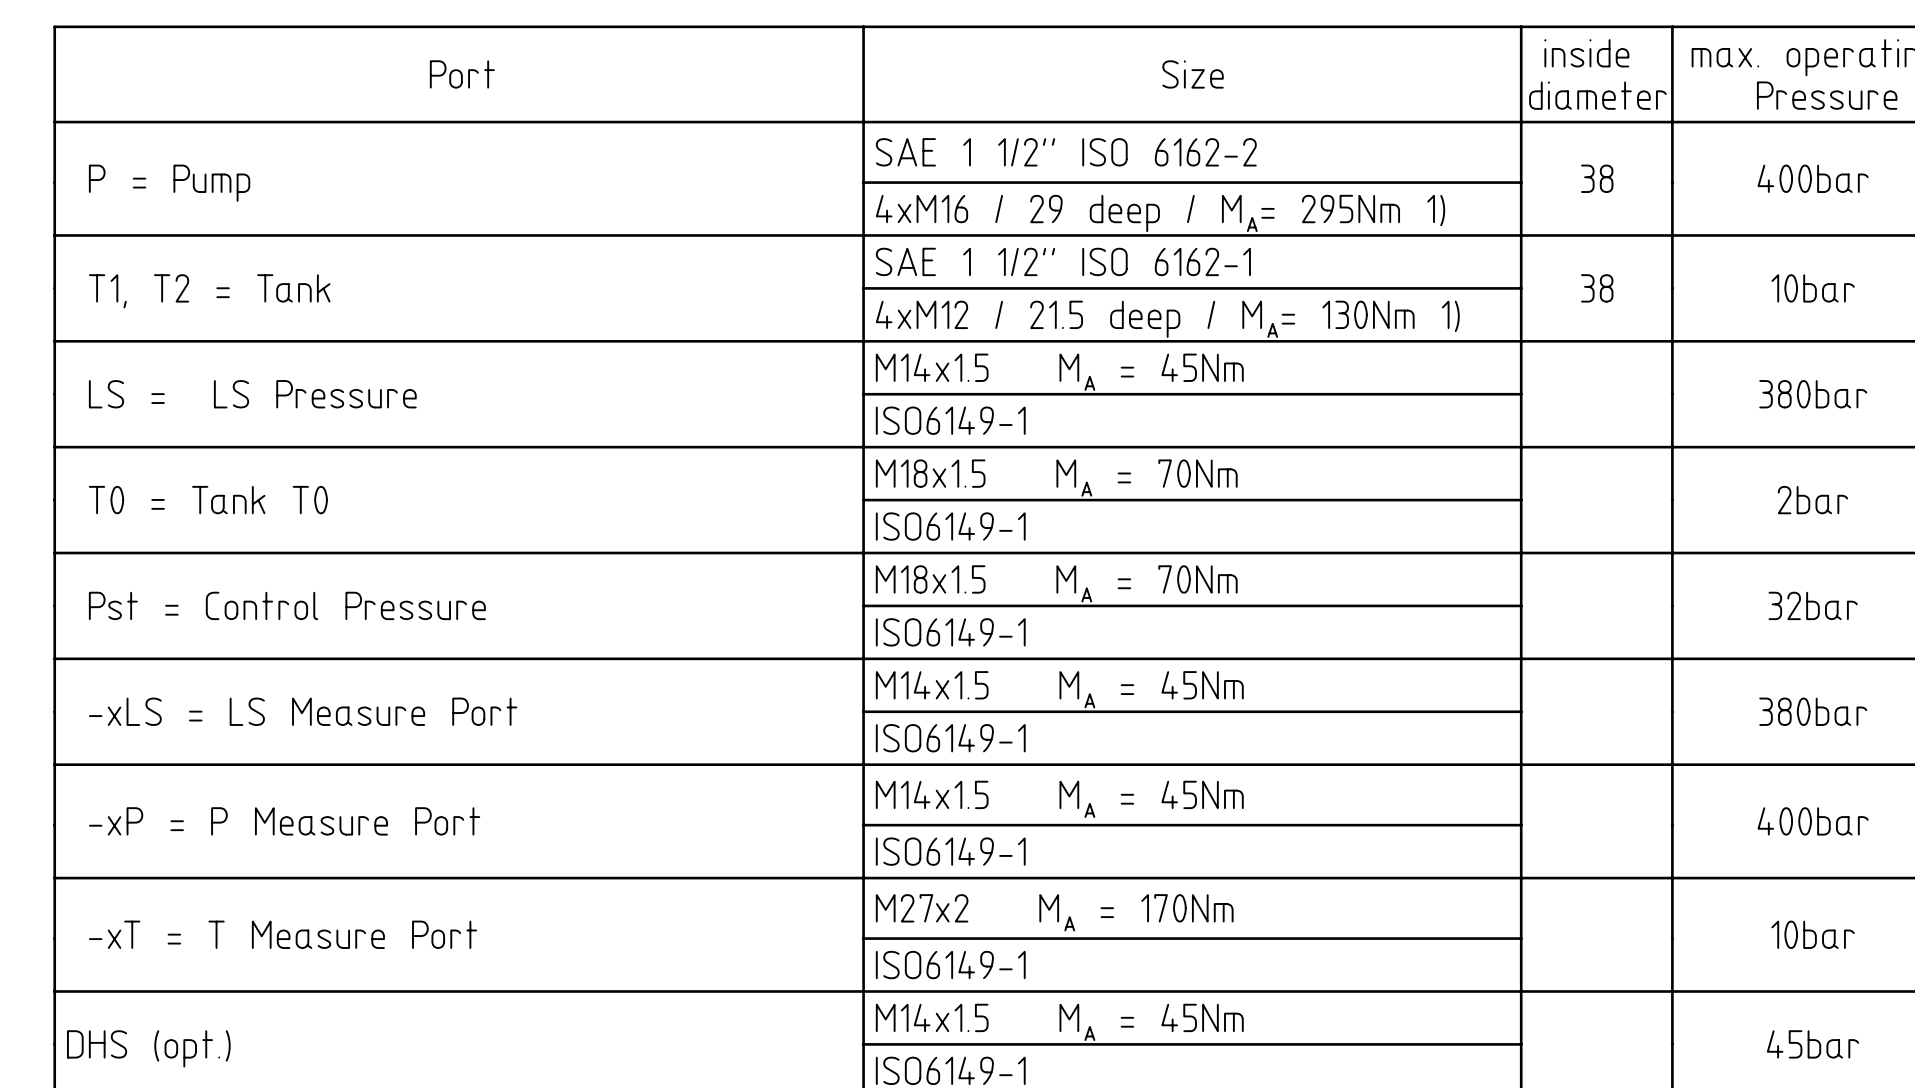 Port
Size
inside
diameter
max. operatin
Pressure
P = Pump
SAE 1 1/2'' ISO 6162-2
4xM16 / 29 deep / MA= 295Nm 1)
38
400bar
T1, T2 = Tank
SAE 1 1/2'' ISO 6162-1
4xM12 / 21.5 deep / MA= 130Nm 1)
38
10bar
LS = LS Pressure
M14x1.5 MA = 45Nm
ISO6149-1
380bar
T0 = Tank T0
M18x1.5 MA = 70Nm
ISO6149-1
2bar
Pst = Control Pressure
M18x1.5 MA = 70Nm
ISO6149-1
32bar
-xLS = LS Measure Port
M14x1.5 MA = 45Nm
ISO6149-1
380bar
-xP = P Measure Port
M14x1.5 MA = 45Nm
ISO6149-1
400bar
-xT = T Measure Port
M27x2 MA = 170Nm
ISO6149-1
10bar
DHS (opt.)
M14x1.5 MA = 45Nm
ISO6149-1
45bar